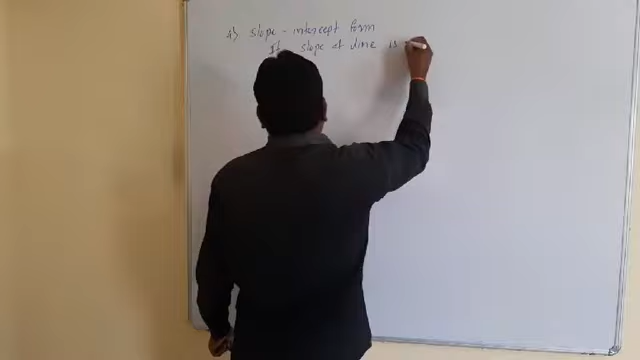 4) slope - intercept form
If slope of line is